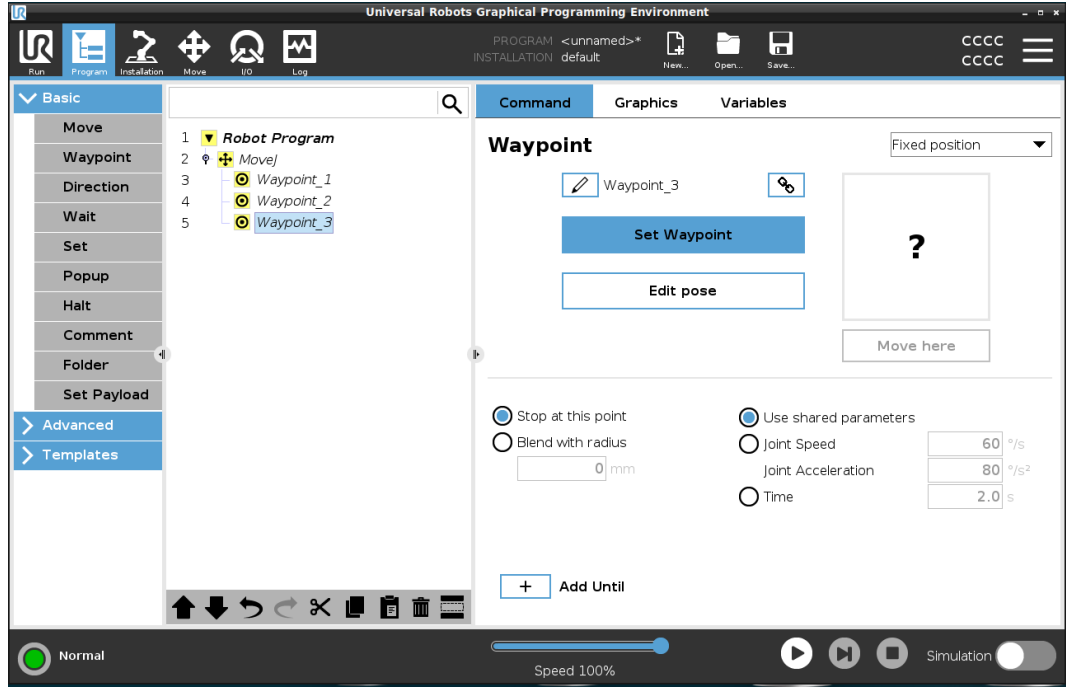 UR
Universal Robots Graphical Programming Environment
UR
Run
Program
Installation
Move
I/O
Log
PROGRAM <unnamed>*
INSTALLATION default
New...
Open...
Save...
CCCC
CCCC
Basic
Move
Waypoint
Direction
Wait
Set
Popup
Halt
Comment
Folder
Set Payload
Advanced
Templates
1 Robot Program
2 MoveJ
3 Waypoint_1
4 Waypoint_2
5 Waypoint_3
Command Graphics Variables
Waypoint
Fixed position
Waypoint_3
Set Waypoint
Edit pose
?
Move here
Stop at this point
Blend with radius
0 mm
Use shared parameters
Joint Speed 60 °/s
Joint Acceleration 80 °/s²
Time 2.0 s
+ Add Until
Normal
Speed 100%
Simulation